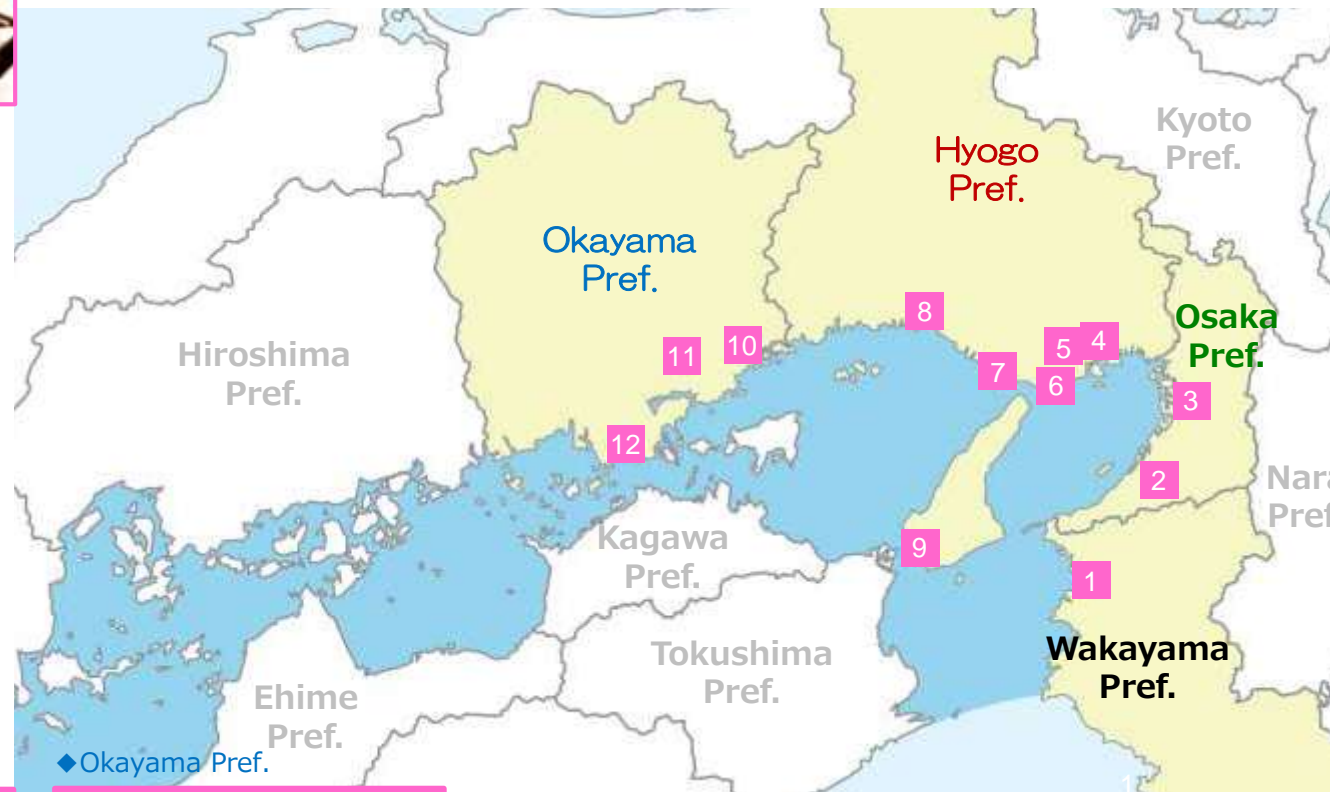 Kyoto
Pref.
Hyogo
Pref.
Okayama
Pref.
8
Osaka
Pref.
Hiroshima
Pref.
11
10
5
4
7
6
3
12
2
Nara
Pref
Kagawa
Pref.
9
1
Tokushima
Pref.
Wakayama
Pref.
Ehime
Pref.
◆Okayama Pref.
1